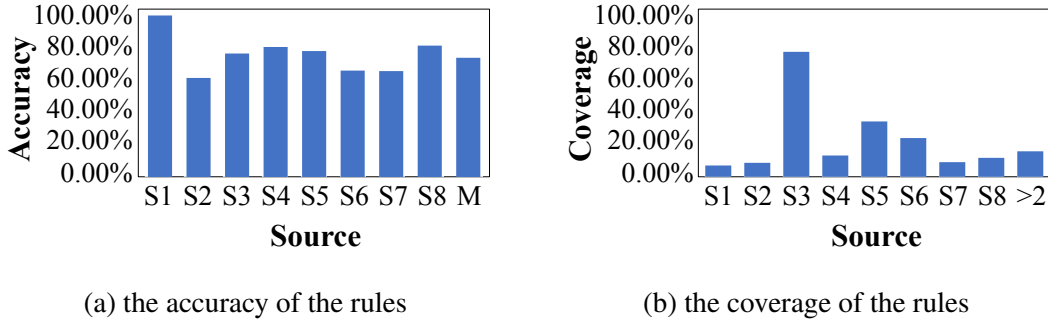 100.00%
80.00%
60.00%
40.00%
20.00%
0.00%
Accuracy
S1 S2 S3 S4 S5 S6 S7 S8 M
Source
(a) the accuracy of the rules
100.00%
80.00%
60.00%
40.00%
20.00%
0.00%
Coverage
S1 S2 S3 S4 S5 S6 S7 S8 >2
Source
(b) the coverage of the rules